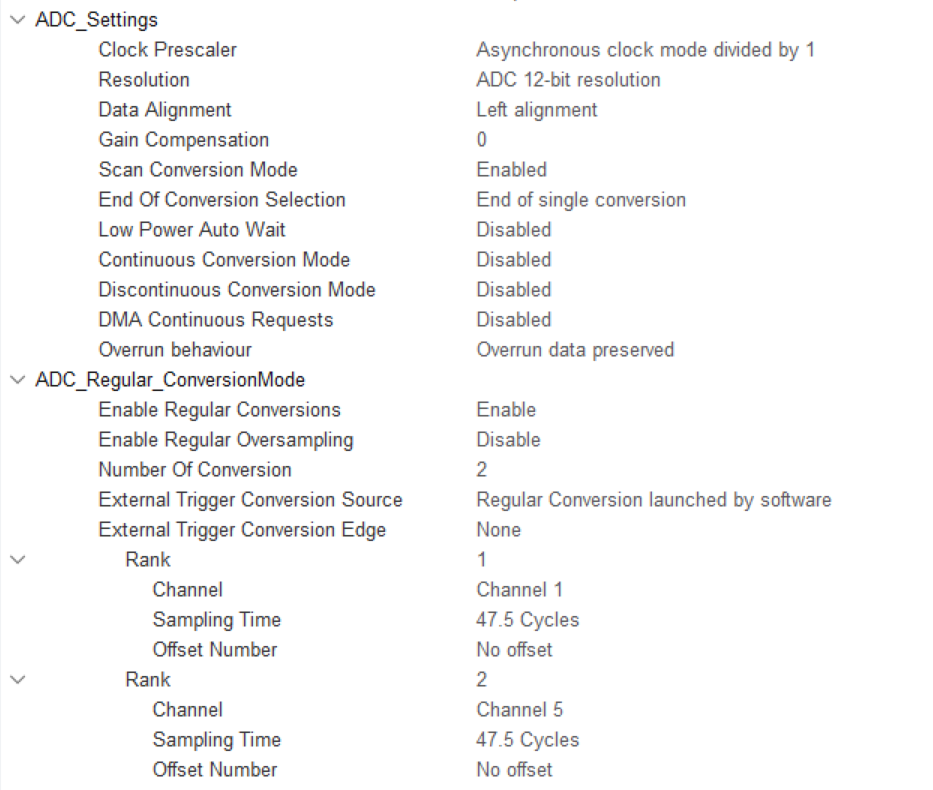 ADC_Settings
Clock Prescaler Asynchronous clock mode divided by 1
Resolution ADC 12-bit resolution
Data Alignment Left alignment
Gain Compensation 0
Scan Conversion Mode Enabled
End Of Conversion Selection End of single conversion
Low Power Auto Wait Disabled
Continuous Conversion Mode Disabled
Discontinuous Conversion Mode Disabled
DMA Continuous Requests Disabled
Overrun behaviour Overrun data preserved
ADC_Regular_ConversionMode
Enable Regular Conversions Enable
Enable Regular Oversampling Disable
Number Of Conversion 2
External Trigger Conversion Source Regular Conversion launched by software
External Trigger Conversion Edge None
Rank 1
Channel Channel 1
Sampling Time 47.5 Cycles
Offset Number No offset
Rank 2
Channel Channel 5
Sampling Time 47.5 Cycles
Offset Number No offset